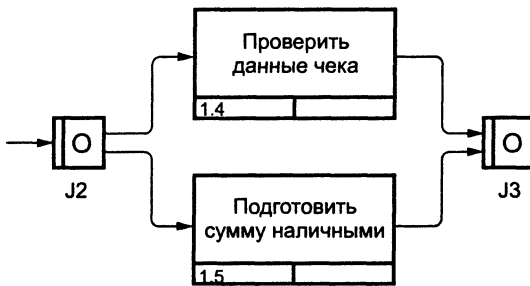 Проверить
данные чека
1.4
О
J2
О
J3
Подготовить
сумму наличными
1.5